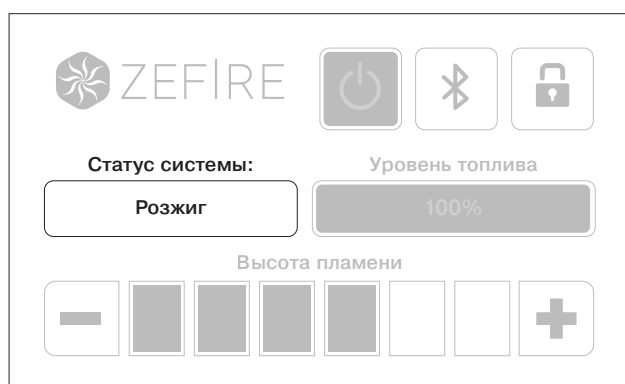 ZEFIRE
Статус системы:
Уровень топлива
Розжиг
100%
Высота пламени